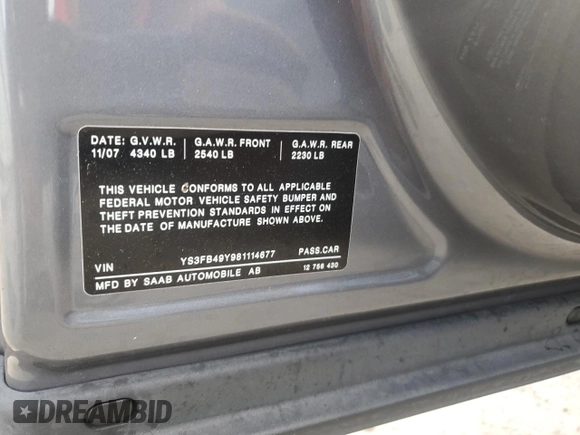 DATE: G.V.W.R. G.A.W.R. FRONT G.A.W.R. REAR
11/07 4340 LB 2540 LB 2230 LB
THIS VEHICLE CONFORMS TO ALL APPLICABLE
FEDERAL MOTOR VEHICLE SAFETY BUMPER AND
THEFT PREVENTION STANDARDS IN EFFECT ON
THE DATE OF MANUFACTURE SHOWN ABOVE.
VIN YS3FB49Y981114677 PASS.CAR
MFD BY SAAB AUTOMOBILE AB 12 756 430
DREAMBID